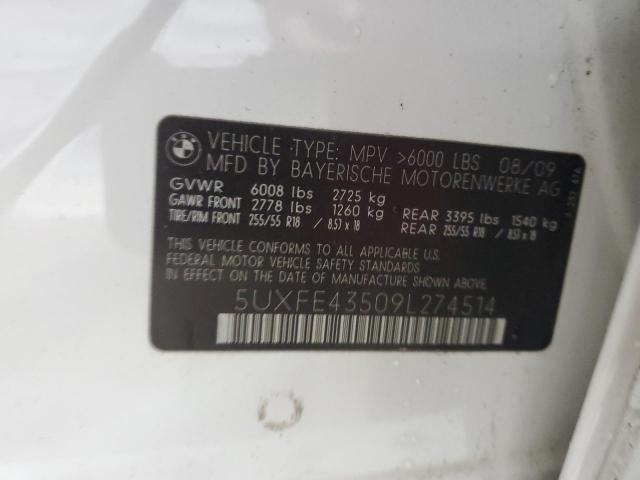 BMW
VEHICLE TYPE: MPV >6000 LBS 08/09
MFD BY BAYERISCHE MOTORENWERKE AG
GVWR 6008 lbs 2725 kg
GAWR FRONT 2778 lbs 1260 kg REAR 3395 lbs 1540 kg
TIRE/RIM FRONT 255/55 R18 / 8.5J x 18 REAR 255/55 R18 / 8.5J x 18
THIS VEHICLE CONFORMS TO ALL APPLICABLE U.S.
FEDERAL MOTOR VEHICLE SAFETY STANDARDS
IN EFFECT ON THE DATE OF MANUFACTURE SHOWN ABOVE.
5UXFE43509L274514